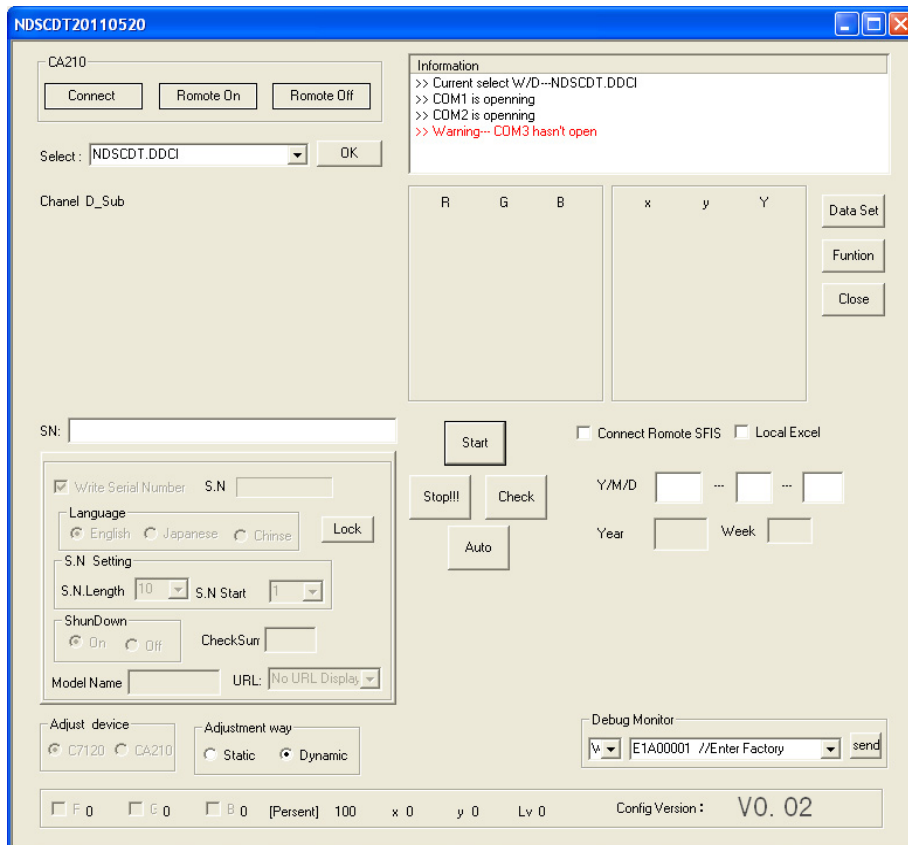 NDSCDT20110520
CA210
Connect Romote On Romote Off
Select : NDSCDT.DDCI OK
Information
>> Current select W/D---NDSCDT.DDCI
>> COM1 is openning
>> COM2 is openning
>> Warning--- COM3 hasn't open
Chanel D_Sub
R G B
x y Y
Data Set
Funtion
Close
SN:
Start
Stop!!! Check
Auto
Connect Romote SFIS Local Excel
Y/M/D --- ---
Year Week
Write Serial Number S.N
Language
English Japanese Chinse
Lock
S.N Setting
S.N.Length 10 S.N Start 1
ShunDown
On Off
CheckSum
Model Name URL: No URL Display
Adjust device
C7120 CA210
Adjustment way
Static Dynamic
Debug Monitor
E1A00001 //Enter Factory send
F 0 G 0 B 0 [Persent] 100 x 0 y 0 Lv 0 Config Version : V0.02